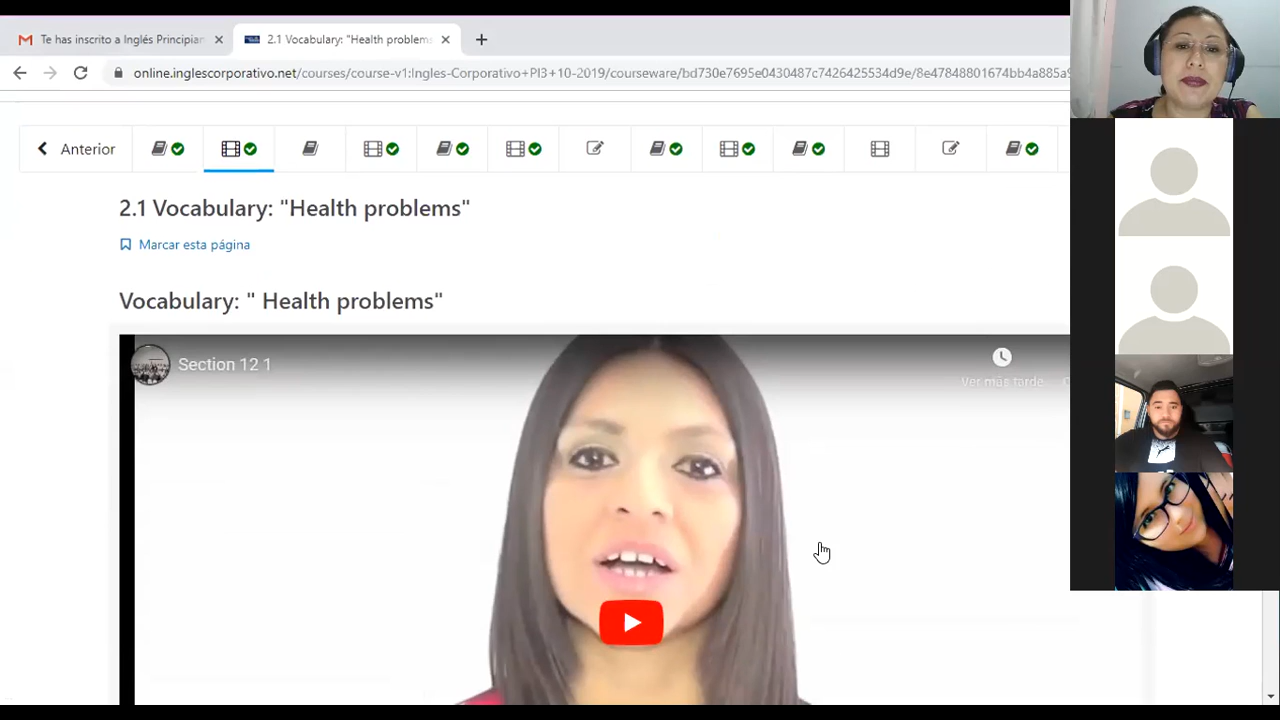 Te has inscrito a Inglés Principian
2.1 Vocabulary: "Health problems
online.inglescorporativo.net/courses/course-v1:Ingles-Corporativo+PI3+10-2019/courseware/bd730e7695e0430487c7426425534d9e/8e47848801674bb4a885a9
Anterior
2.1 Vocabulary: "Health problems"
Marcar esta página
Vocabulary: " Health problems"
Section 12 1
Ver más tarde